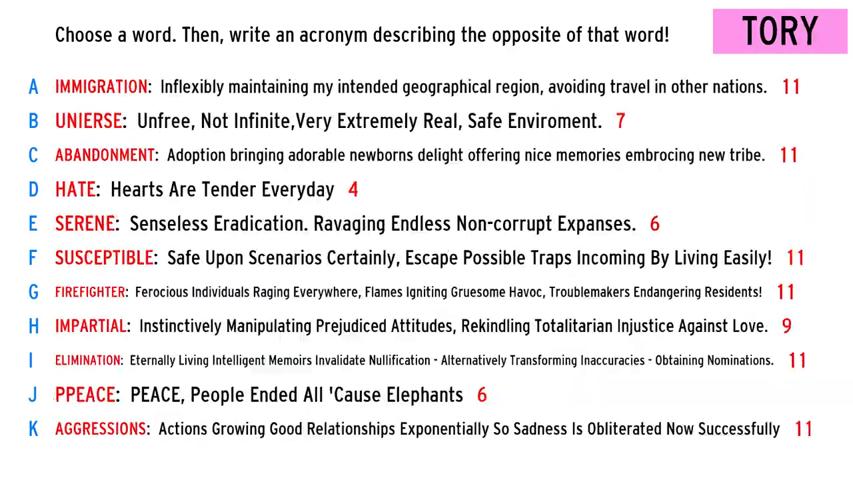 Choose a word. Then, write an acronym describing the opposite of that word!
TORY
A IMMIGRATION: Inflexibly maintaining my intended geographical region, avoiding travel in other nations. 11
B UNIERSE: Unfree, Not Infinite,Very Extremely Real, Safe Enviroment. 7
C ABANDONMENT: Adoption bringing adorable newborns delight offering nice memories embrocing new tribe. 11
D HATE: Hearts Are Tender Everyday 4
E SERENE: Senseless Eradication. Ravaging Endless Non-corrupt Expanses. 6
F SUSCEPTIBLE: Safe Upon Scenarios Certainly, Escape Possible Traps Incoming By Living Easily! 11
G FIREFIGHTER: Ferocious Individuals Raging Everywhere, Flames Igniting Gruesome Havoc, Troublemakers Endangering Residents! 11
H IMPARTIAL: Instinctively Manipulating Prejudiced Attitudes, Rekindling Totalitarian Injustice Against Love. 9
I ELIMINATION: Eternally Living Intelligent Memoirs Invalidate Nullification - Alternatively Transforming Inaccuracies - Obtaining Nominations. 11
J PPEACE: PEACE, People Ended All 'Cause Elephants 6
K AGGRESSIONS: Actions Growing Good Relationships Exponentially So Sadness Is Obliterated Now Successfully 11